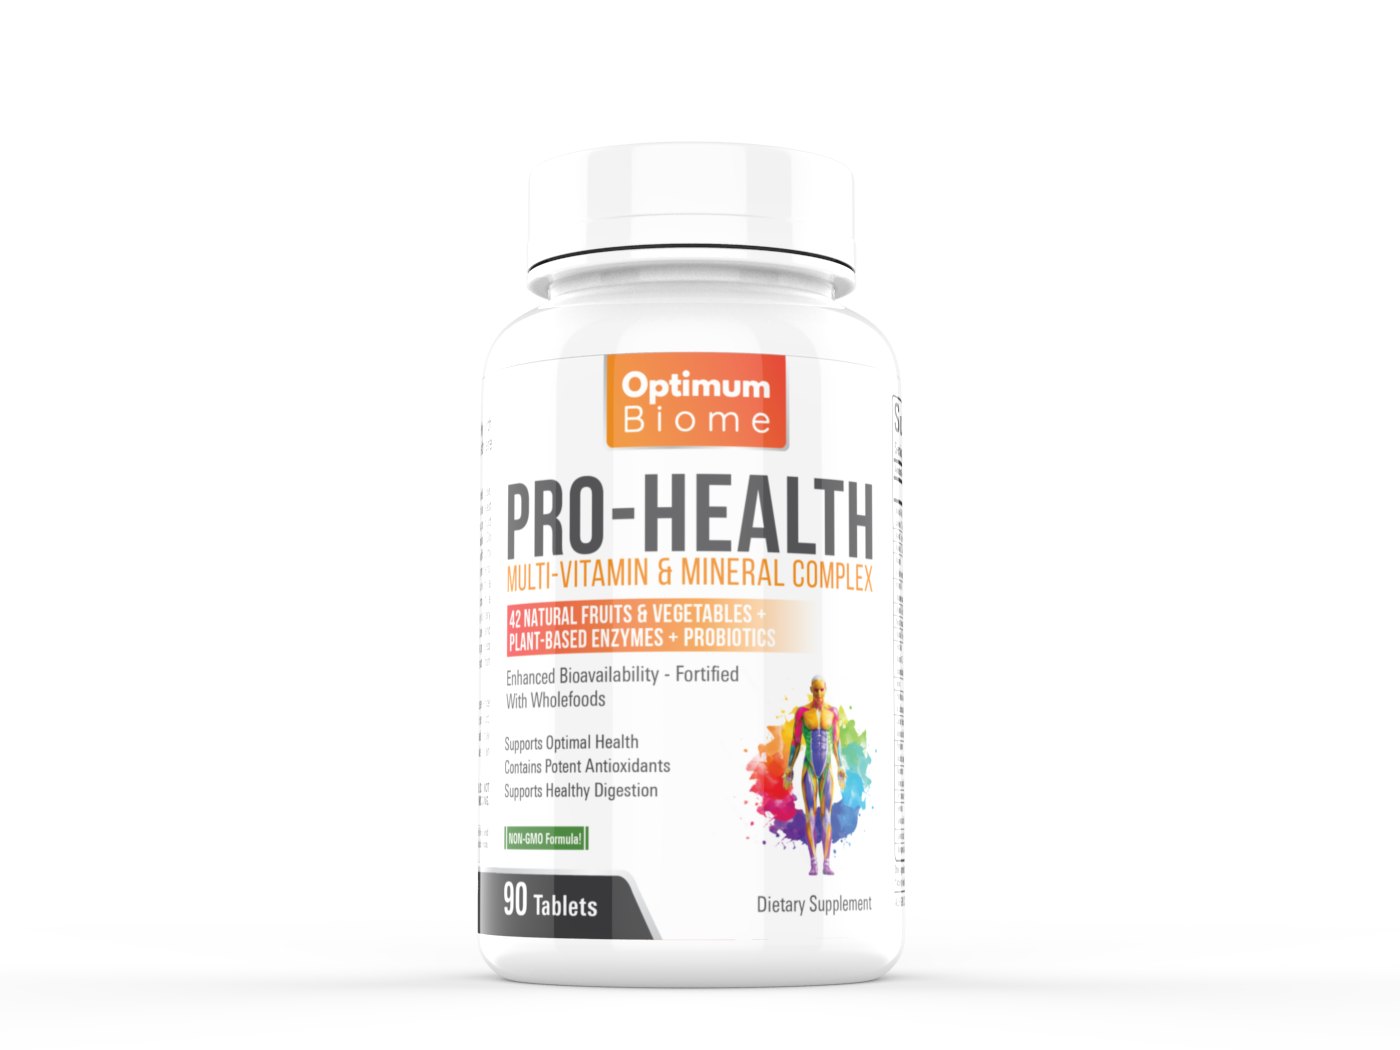 Optimum
Biome
PRO-HEALTH
MULTI-VITAMIN & MINERAL COMPLEX
42 NATURAL FRUITS & VEGETABLES +
PLANT-BASED ENZYMES + PROBIOTICS
Enhanced Bioavailability - Fortified
With Wholefoods
Supports Optimal Health
Contains Potent Antioxidants
Supports Healthy Digestion
NON-GMO Formula!
90 Tablets
Dietary Supplement